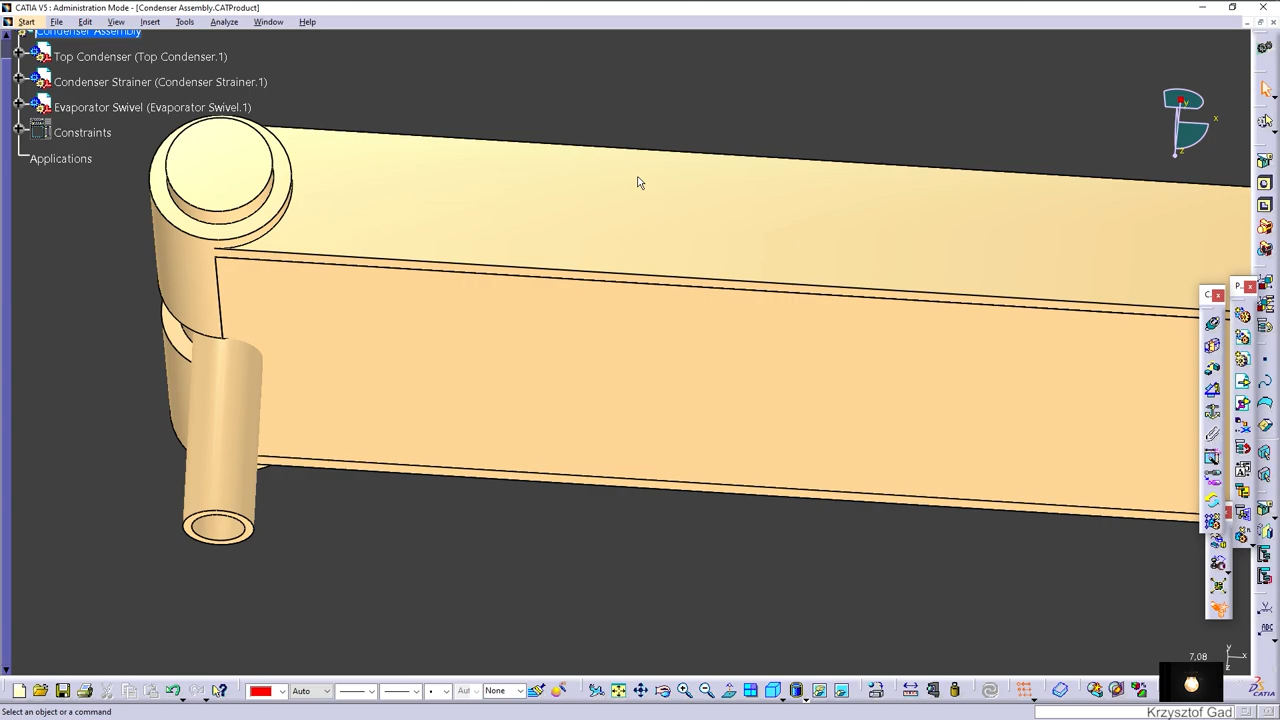 CATIA V5 : Administration Mode - [Condenser Assembly.CATProduct]
Start File Edit View Insert Tools Analyze Window Help
Condenser Assembly
Top Condenser (Top Condenser.1)
Condenser Strainer (Condenser Strainer.1)
Evaporator Swivel (Evaporator Swivel.1)
Constraints
Applications
y
x
z
C...
P...
7,08
y
x
z
Auto
Aut
None
CATIA
Select an object or a command
Krzysztof Gad